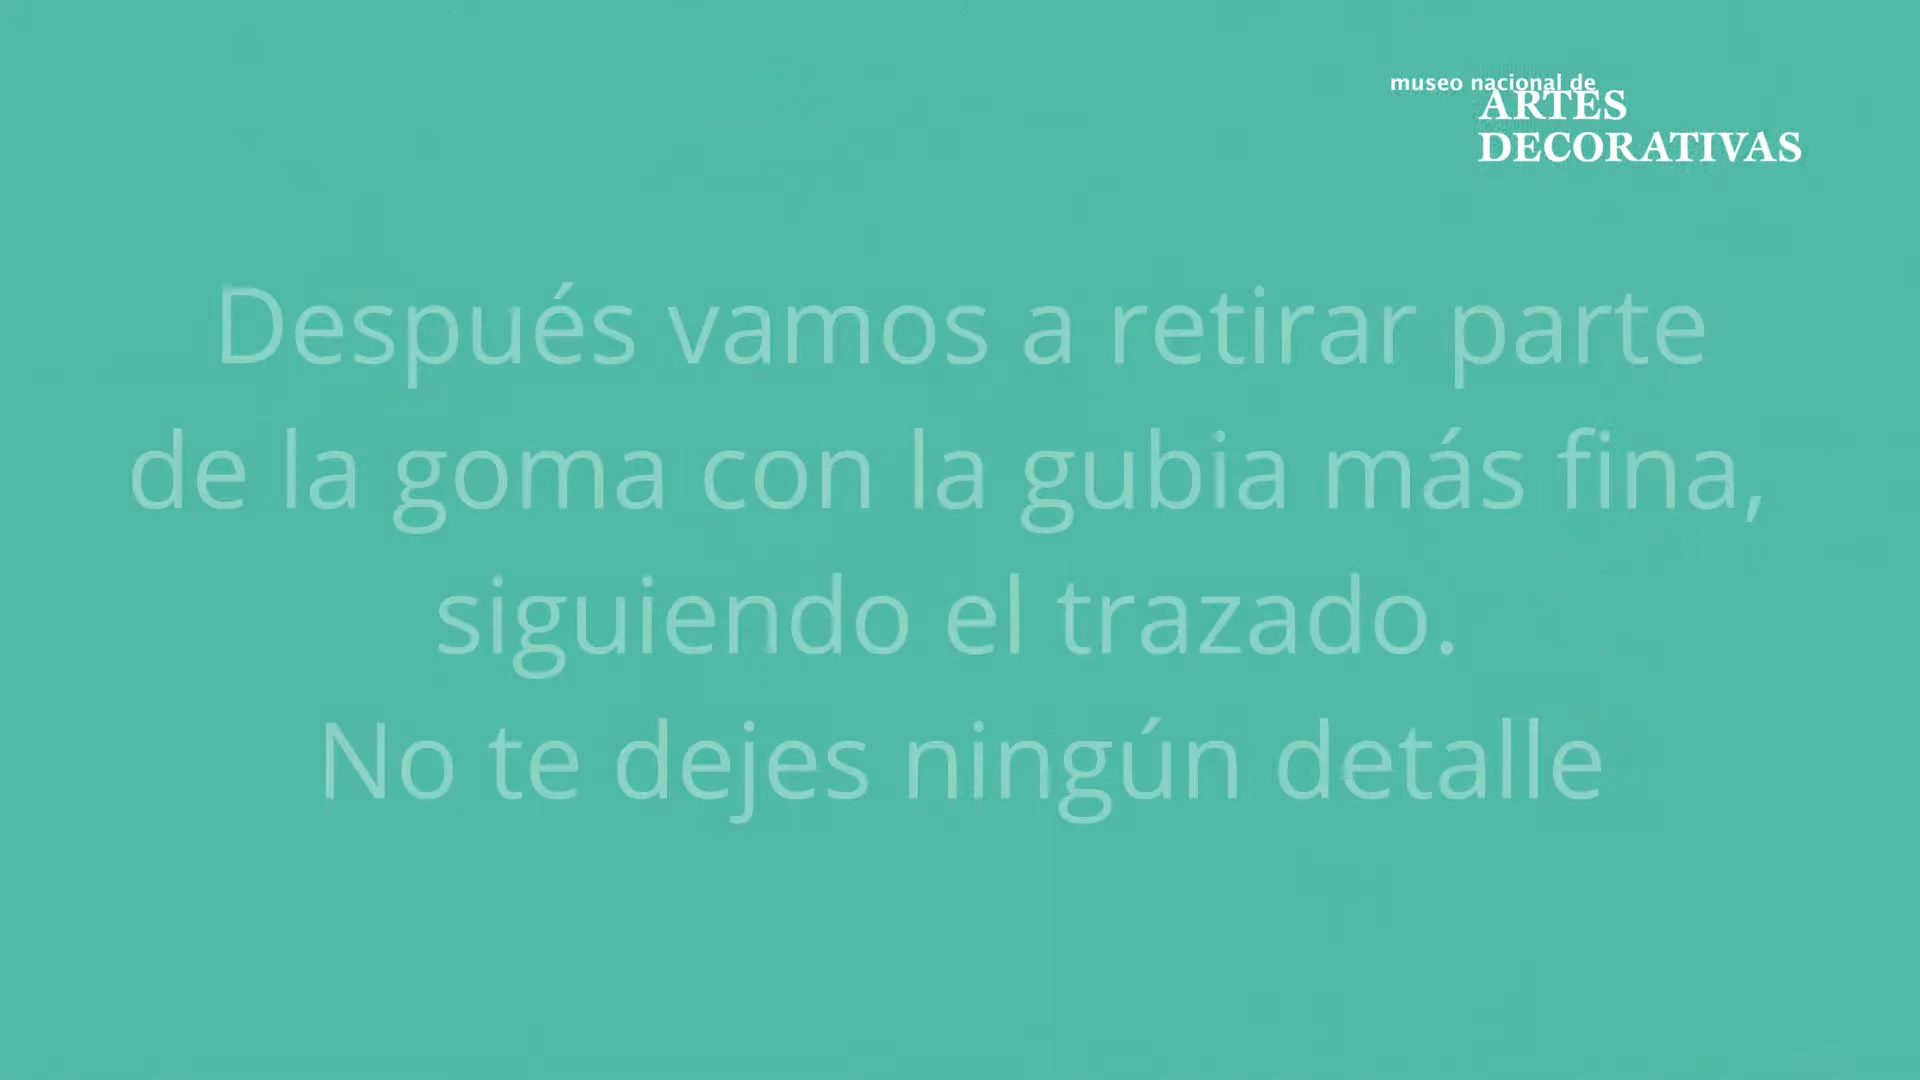 museo nacional de
ARTES
DECORATIVAS
Después vamos a retirar parte
de la goma con la gubia más fina,
siguiendo el trazado.
No te dejes ningún detalle